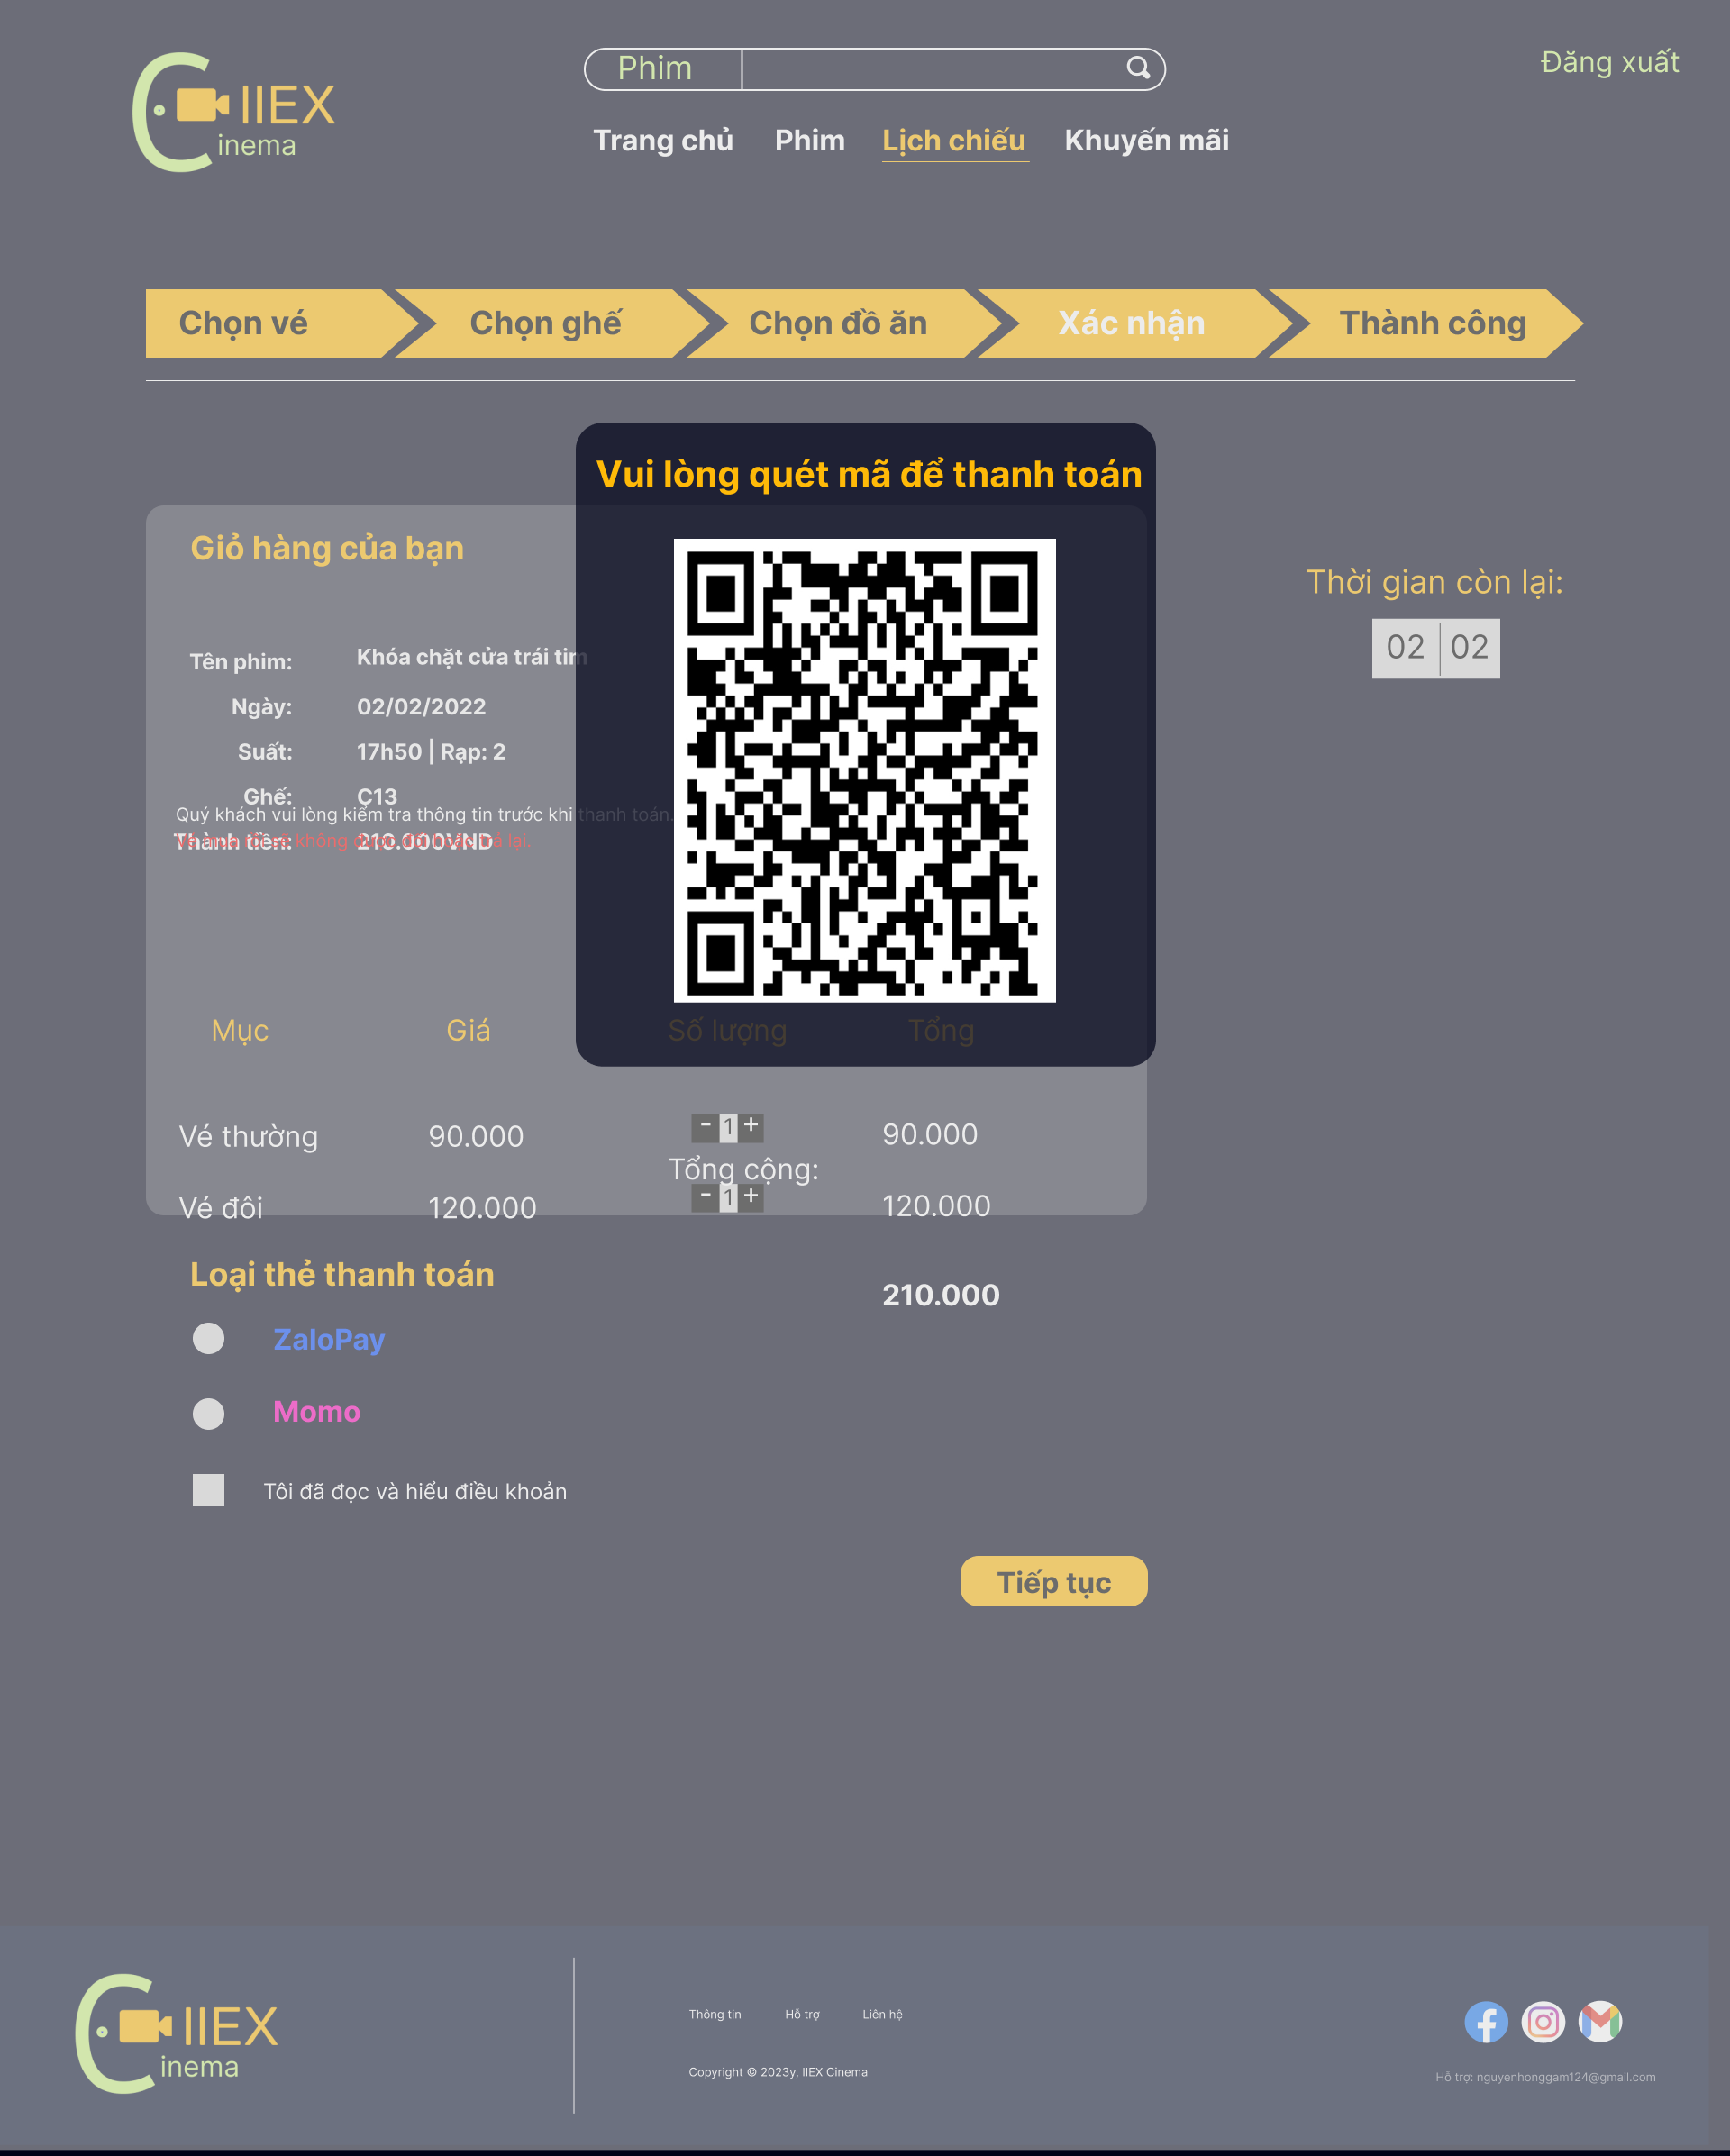 Phim
Đăng xuất
IIEX
Cinema
Trang chủ Phim Lịch chiếu Khuyến mãi
Chọn vé Chọn ghế Chọn đồ ăn Xác nhận Thành công
Vui lòng quét mã để thanh toán
Giỏ hàng của bạn
Thời gian còn lại:
02 02
Tên phim: Khóa chặt cửa trái tim
Ngày: 02/02/2022
Suất: 17h50 | Rạp: 2
Ghế: C13
Quý khách vui lòng kiểm tra thông tin trước khi thanh toán.
Thành tiền: 210.000VND
không được đổi hoặc trả lại.
Mục Giá Số lượng Tổng
Vé thường 90.000 - 1 + 90.000
Tổng cộng:
Vé đôi 120.000 - 1 + 120.000
Loại thẻ thanh toán
210.000
ZaloPay
Momo
Tôi đã đọc và hiểu điều khoản
Tiếp tục
IIEX
Cinema
Thông tin Hỗ trợ Liên hệ
Copyright © 2023y, IIEX Cinema
Hỗ trợ: nguyenhonggam124@gmail.com